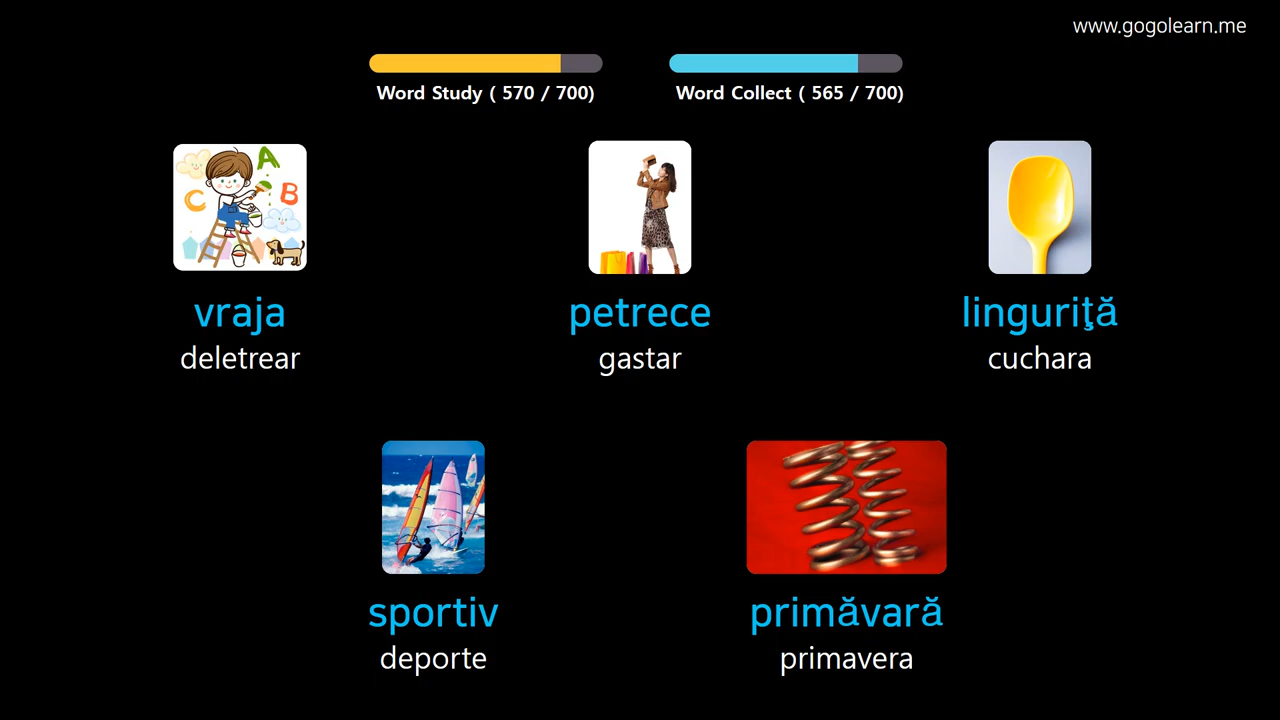 www.gogolearn.me
Word Study ( 570 / 700)
Word Collect ( 565 / 700)
A
C
B
vraja
deletrear
petrece
gastar
linguriţă
cuchara
sportiv
deporte
primăvară
primavera